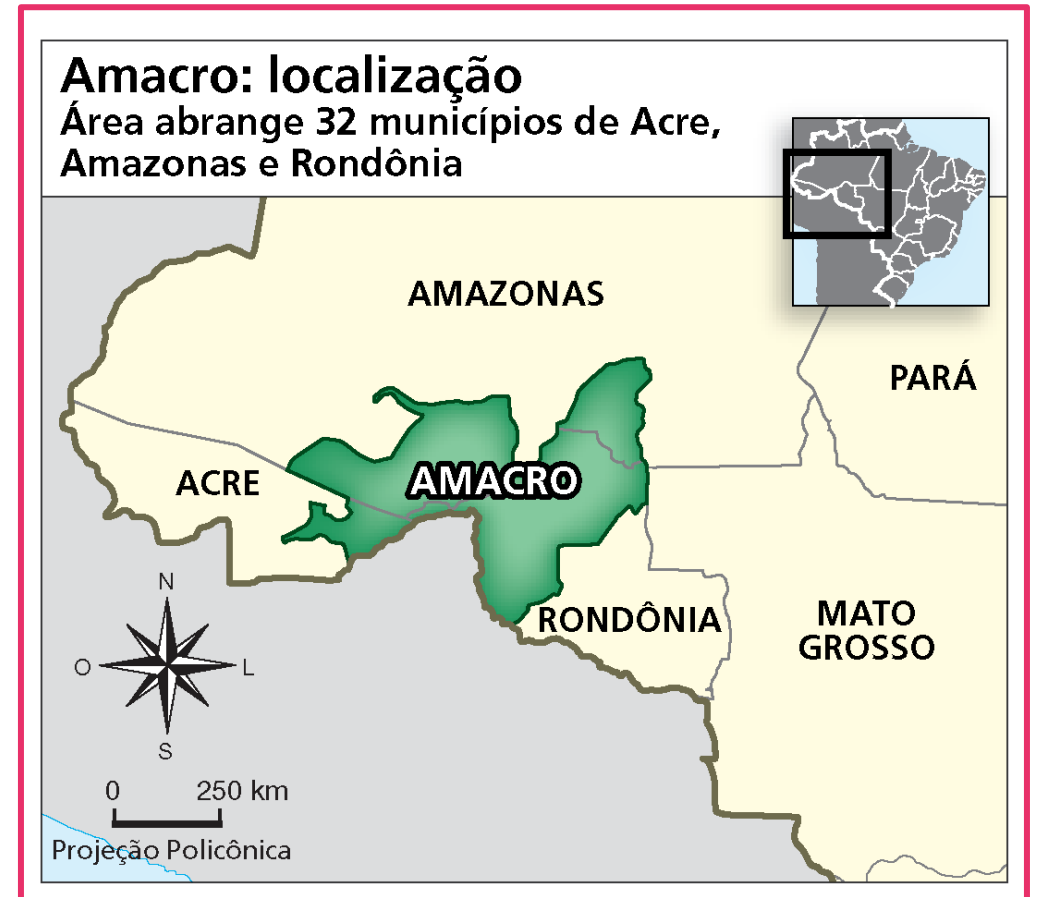 Amacro: localização
Área abrange 32 municípios de Acre,
Amazonas e Rondônia
AMAZONAS
PARÁ
ACRE
AMACRO
RONDÔNIA
MATO
GROSSO
N
O
L
S
0 250 km
Projeção Policônica